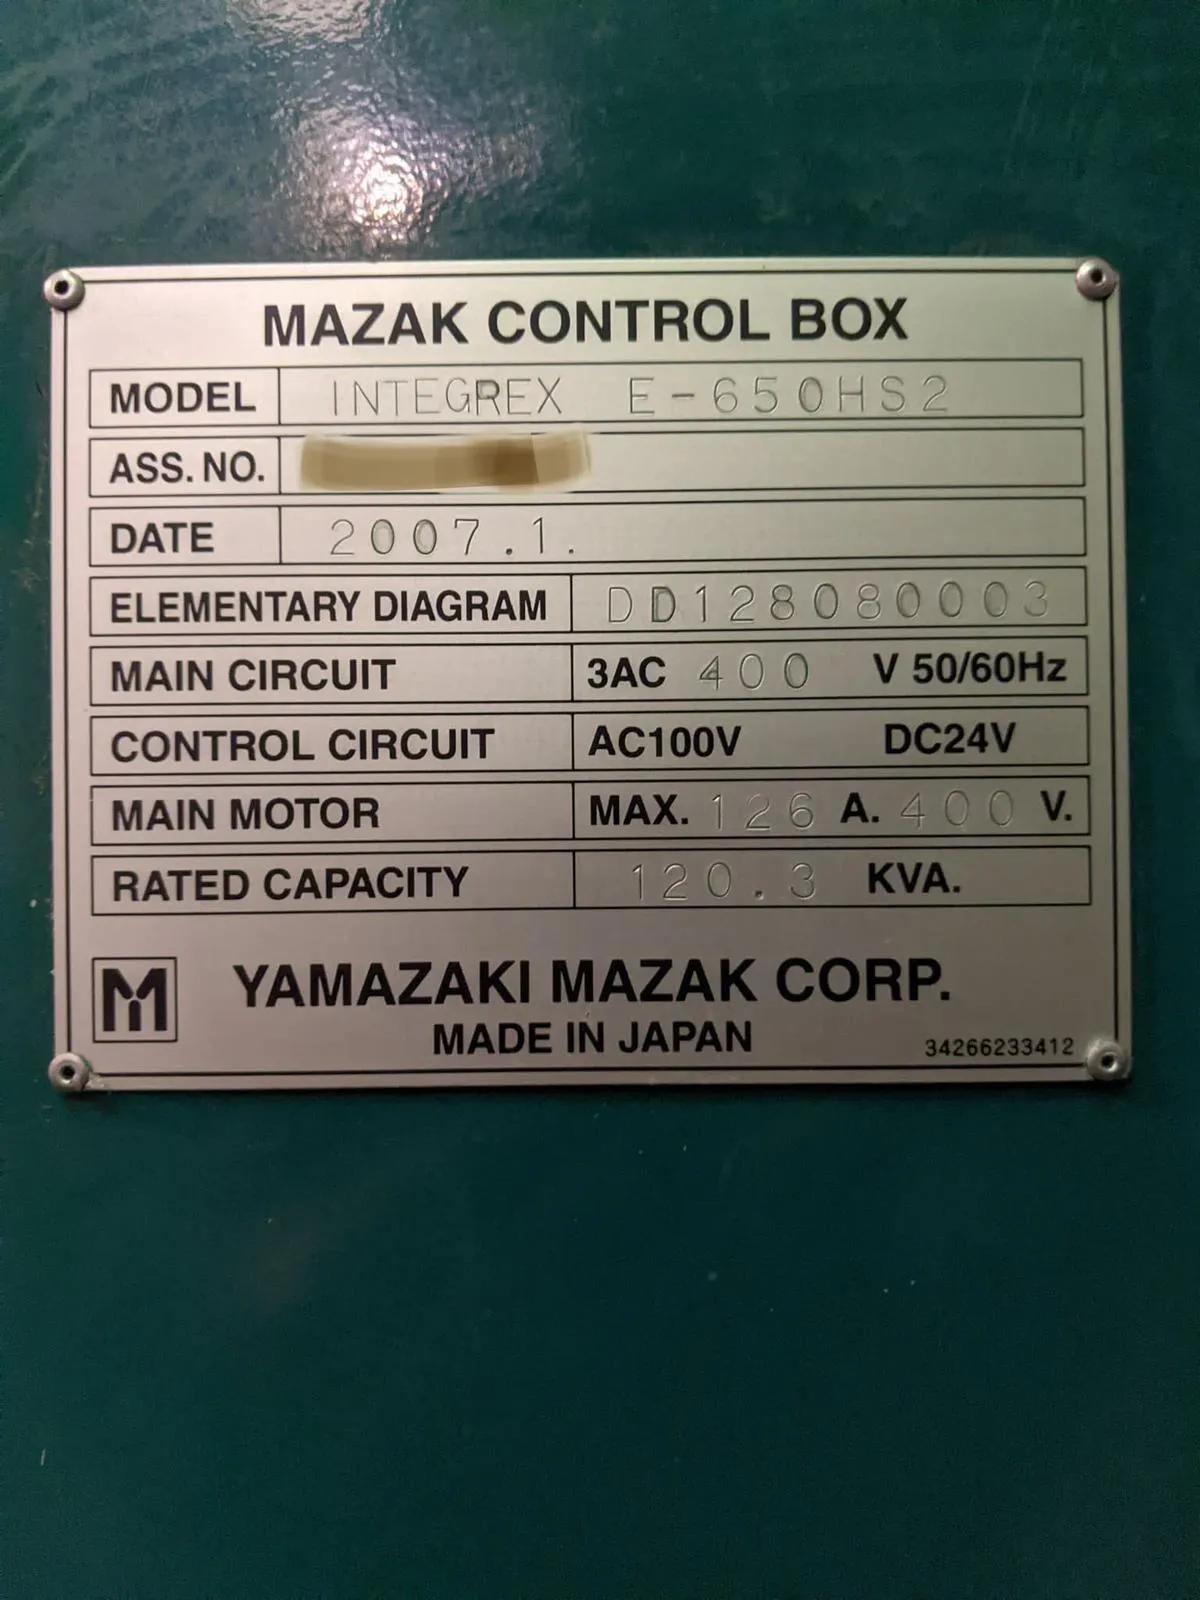 MAZAK CONTROL BOX
MODEL INTEGREX E-650HS2
ASS. NO.
DATE 2007.1.
ELEMENTARY DIAGRAM DD128080003
MAIN CIRCUIT 3AC 400 V 50/60Hz
CONTROL CIRCUIT AC100V DC24V
MAIN MOTOR MAX. 126 A. 400 V.
RATED CAPACITY 120.3 KVA.
M YAMAZAKI MAZAK CORP.
MADE IN JAPAN
34266233412